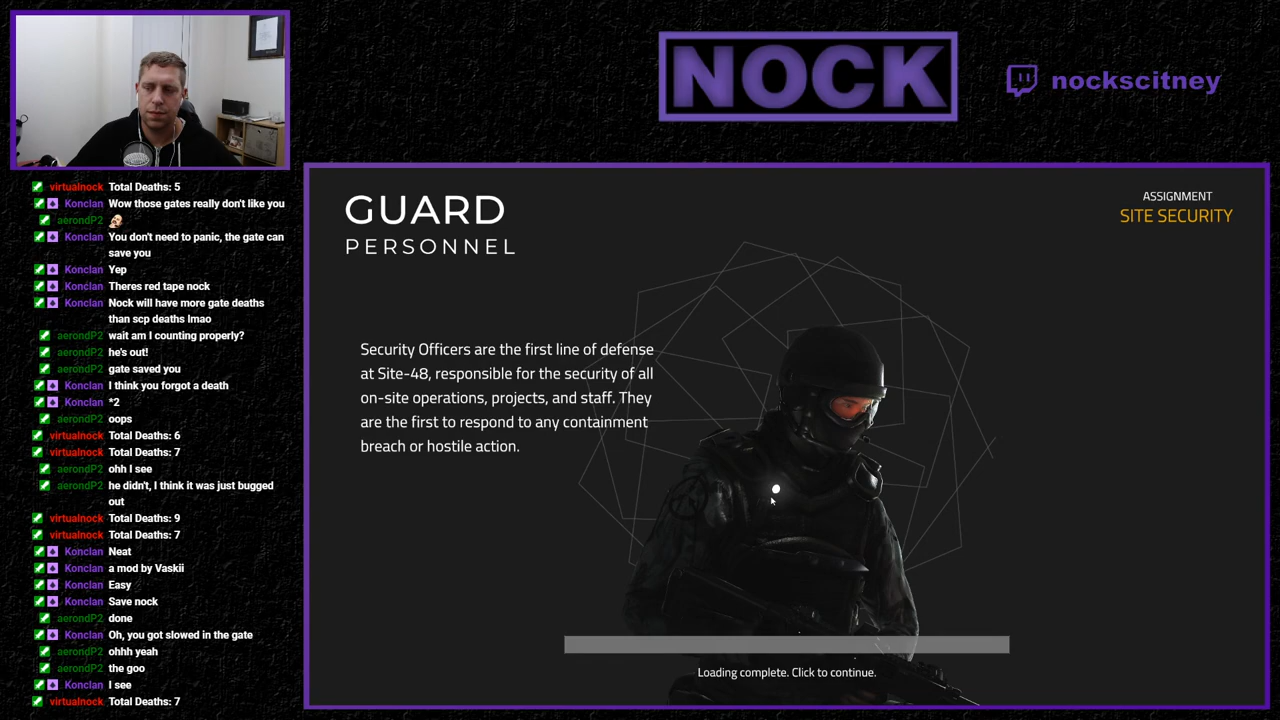 NOCK
nockscitney
virtualnock Total Deaths: 5
Konclan Wow those gates really don't like you
aerondP2
Konclan You don't need to panic, the gate can
save you
Konclan Yep
Konclan Theres red tape nock
Konclan Nock will have more gate deaths
than scp deaths lmao
aerondP2 wait am I counting properly?
aerondP2 he's out!
aerondP2 gate saved you
Konclan I think you forgot a death
Konclan *2
aerondP2 oops
virtualnock Total Deaths: 6
virtualnock Total Deaths: 7
aerondP2 ohh I see
aerondP2 he didn't, I think it was just bugged
out
virtualnock Total Deaths: 9
virtualnock Total Deaths: 7
Konclan Neat
Konclan a mod by Vaskii
Konclan Easy
Konclan Save nock
aerondP2 done
Konclan Oh, you got slowed in the gate
aerondP2 ohhh yeah
aerondP2 the goo
Konclan I see
virtualnock Total Deaths: 7
GUARD
PERSONNEL
ASSIGNMENT
SITE SECURITY
Security Officers are the first line of defense
at Site-48, responsible for the security of all
on-site operations, projects, and staff. They
are the first to respond to any containment
breach or hostile action.
Loading complete. Click to continue.